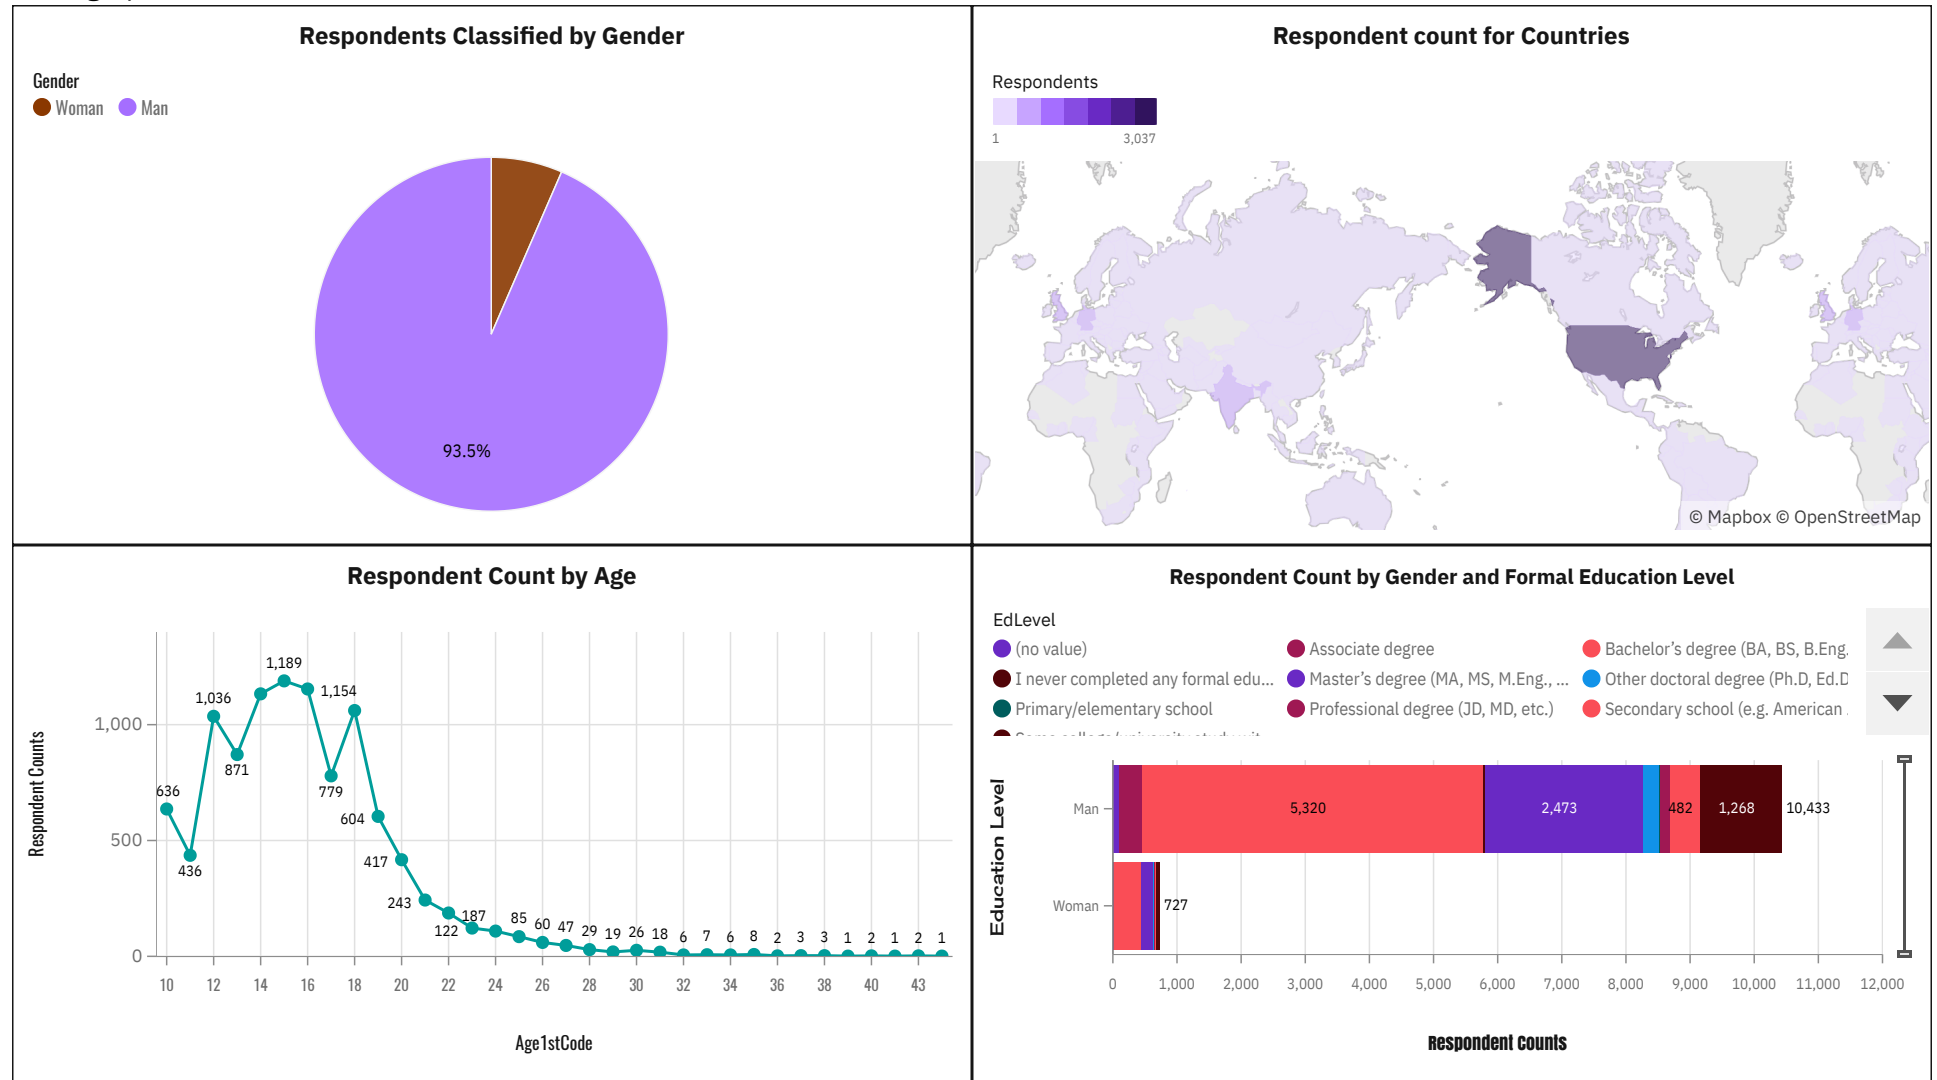 Respondents Classified by Gender
Gender
Woman
Man
93.5%
Respondent count for Countries
Respondents
1
3,037
© Mapbox © OpenStreetMap
Respondent Count by Age
Respondent Counts
1,000
500
0
636
436
1,036
871
1,189
1,154
779
604
417
243
187
122
85
60
47
29
19
26
18
6
7
6
8
2
3
3
1
2
1
2
1
10
12
14
16
18
20
22
24
26
28
30
32
34
36
38
40
43
Age1stCode
Respondent Count by Gender and Formal Education Level
EdLevel
(no value)
Associate degree
Bachelor's degree (BA, BS, B.Eng.
I never completed any formal edu...
Master's degree (MA, MS, M.Eng., ...
Other doctoral degree (Ph.D, Ed.D
Primary/elementary school
Professional degree (JD, MD, etc.)
Secondary school (e.g. American .
Education Level
Man
5,320
2,473
482
1,268
10,433
Woman
727
0
1,000
2,000
3,000
4,000
5,000
6,000
7,000
8,000
9,000
10,000
11,000
12,000
Respondent Counts